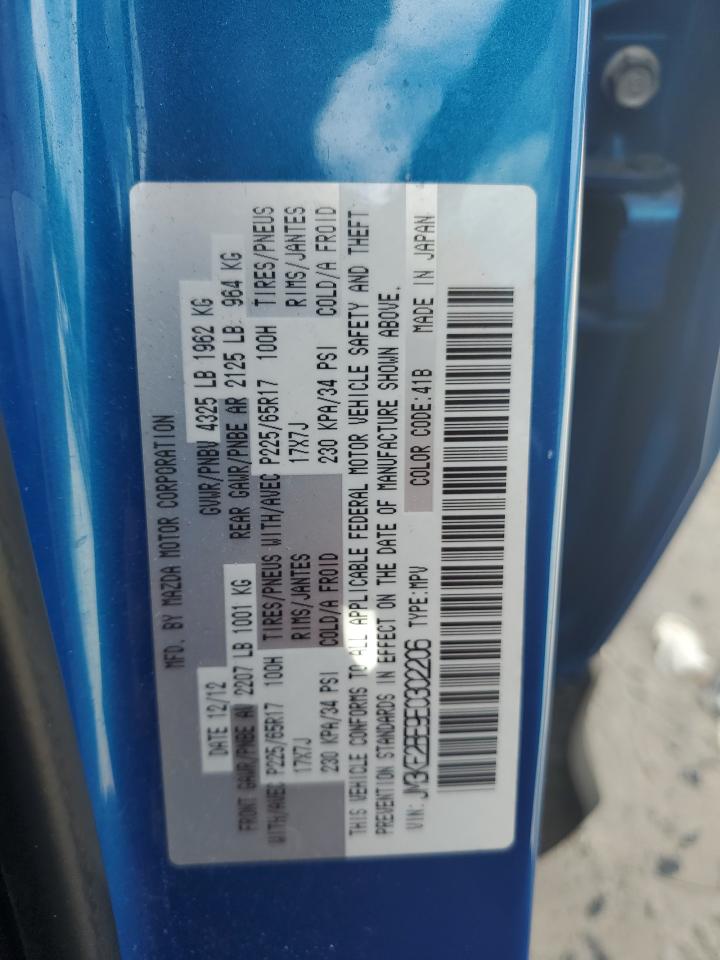 MFD. BY MAZDA MOTOR CORPORATION
DATE 12/12 GVWR/PNBV 4325 LB 1962 KG
FRONT GAWR/PNBE AV 2207 LB 1001 KG REAR GAWR/PNBE AR 2125 LB 964 KG
WITH/AVEC P225/65R17 100H TIRES/PNEUS WITH/AVEC P225/65R17 100H TIRES/PNEUS
17X7J RIMS/JANTES 17X7J RIMS/JANTES
230 KPA/34 PSI COLD/A FROID 230 KPA/34 PSI COLD/A FROID
THIS VEHICLE CONFORMS TO ALL APPLICABLE FEDERAL MOTOR VEHICLE SAFETY AND THEFT
PREVENTION STANDARDS IN EFFECT ON THE DATE OF MANUFACTURE SHOWN ABOVE.
VIN: JM3KE2BE9E0302206 TYPE:MPV COLOR CODE:41B MADE IN JAPAN